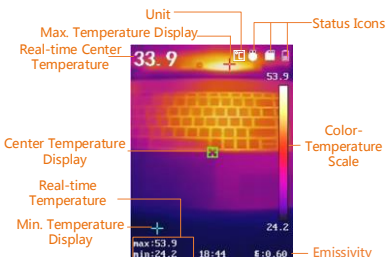 Unit
Max. Temperature Display
Status Icons
Real-time Center
Temperature
33.9
53.9
Center Temperature
Display
Color-
Temperature
Scale
Real-time
Temperature
Min. Temperature
Display
24.2
max:53.9
min:24.2
18:44
E:0.60
Emissivity